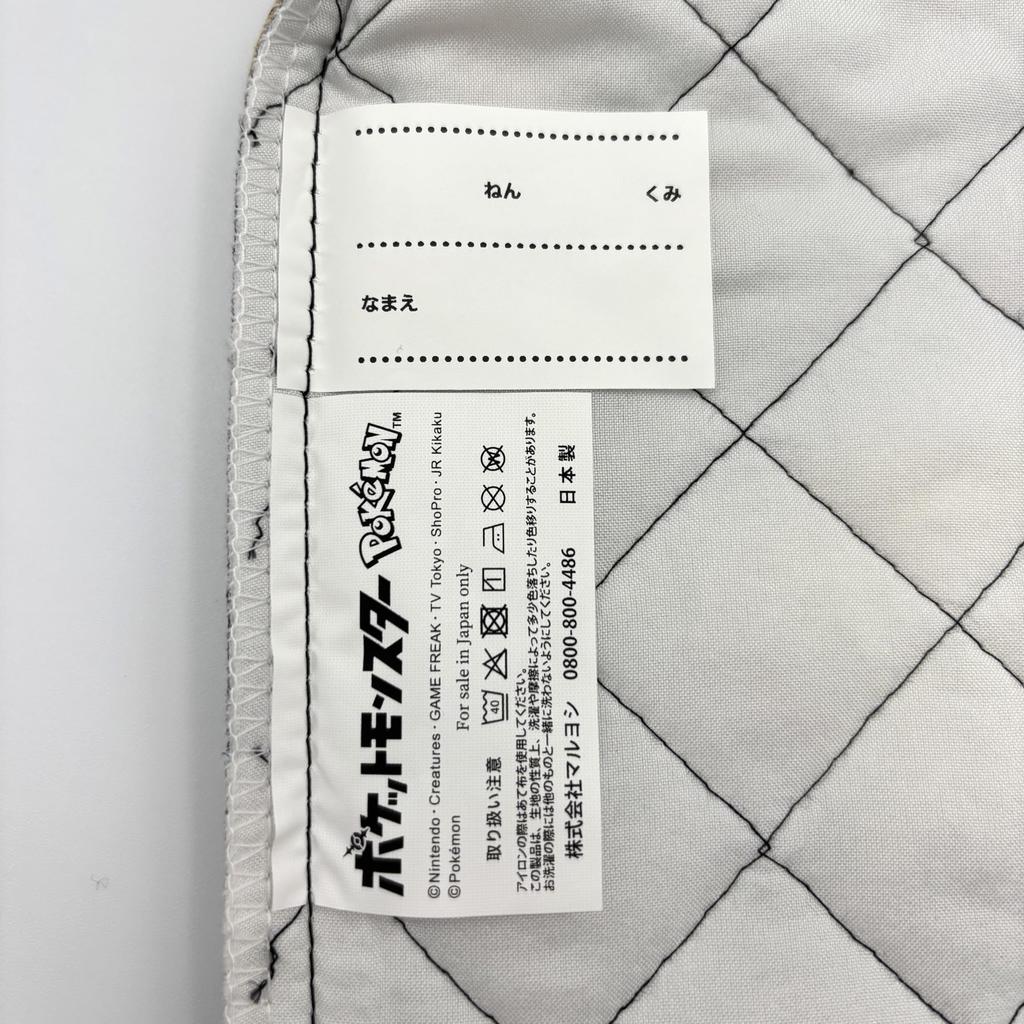 ねん くみ
なまえ
ポケットモンスター POKéMON™
©Nintendo・Creatures・GAME FREAK・TV Tokyo・ShoPro・JR Kikaku
©Pokémon
For sale in Japan only
取り扱い注意 40
アイロンの際はあて布を使用してください。
この製品は、生地の性質上、洗濯や摩擦によって多少色落ちしたり色移りすることがあります。
お洗濯の際には他のものと一緒に洗わないようにしてください。
株式会社マルヨシ 0800-800-4486 日本製